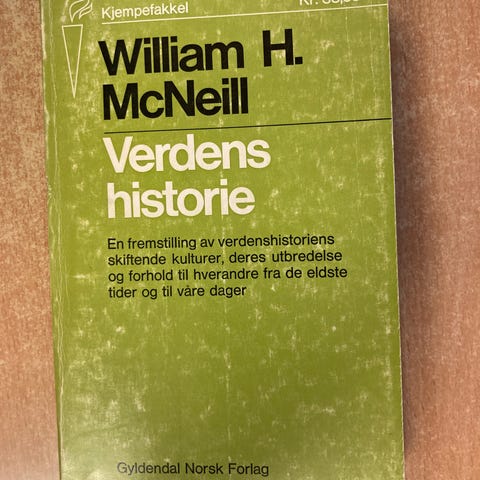 Kjempefakkel
Kr.
William H.
McNeill
Verdens
historie
En fremstilling av verdenshistoriens
skiftende kulturer, deres utbredelse
og forhold til hverandre fra de eldste
tider og til våre dager
Gyldendal Norsk Forlag